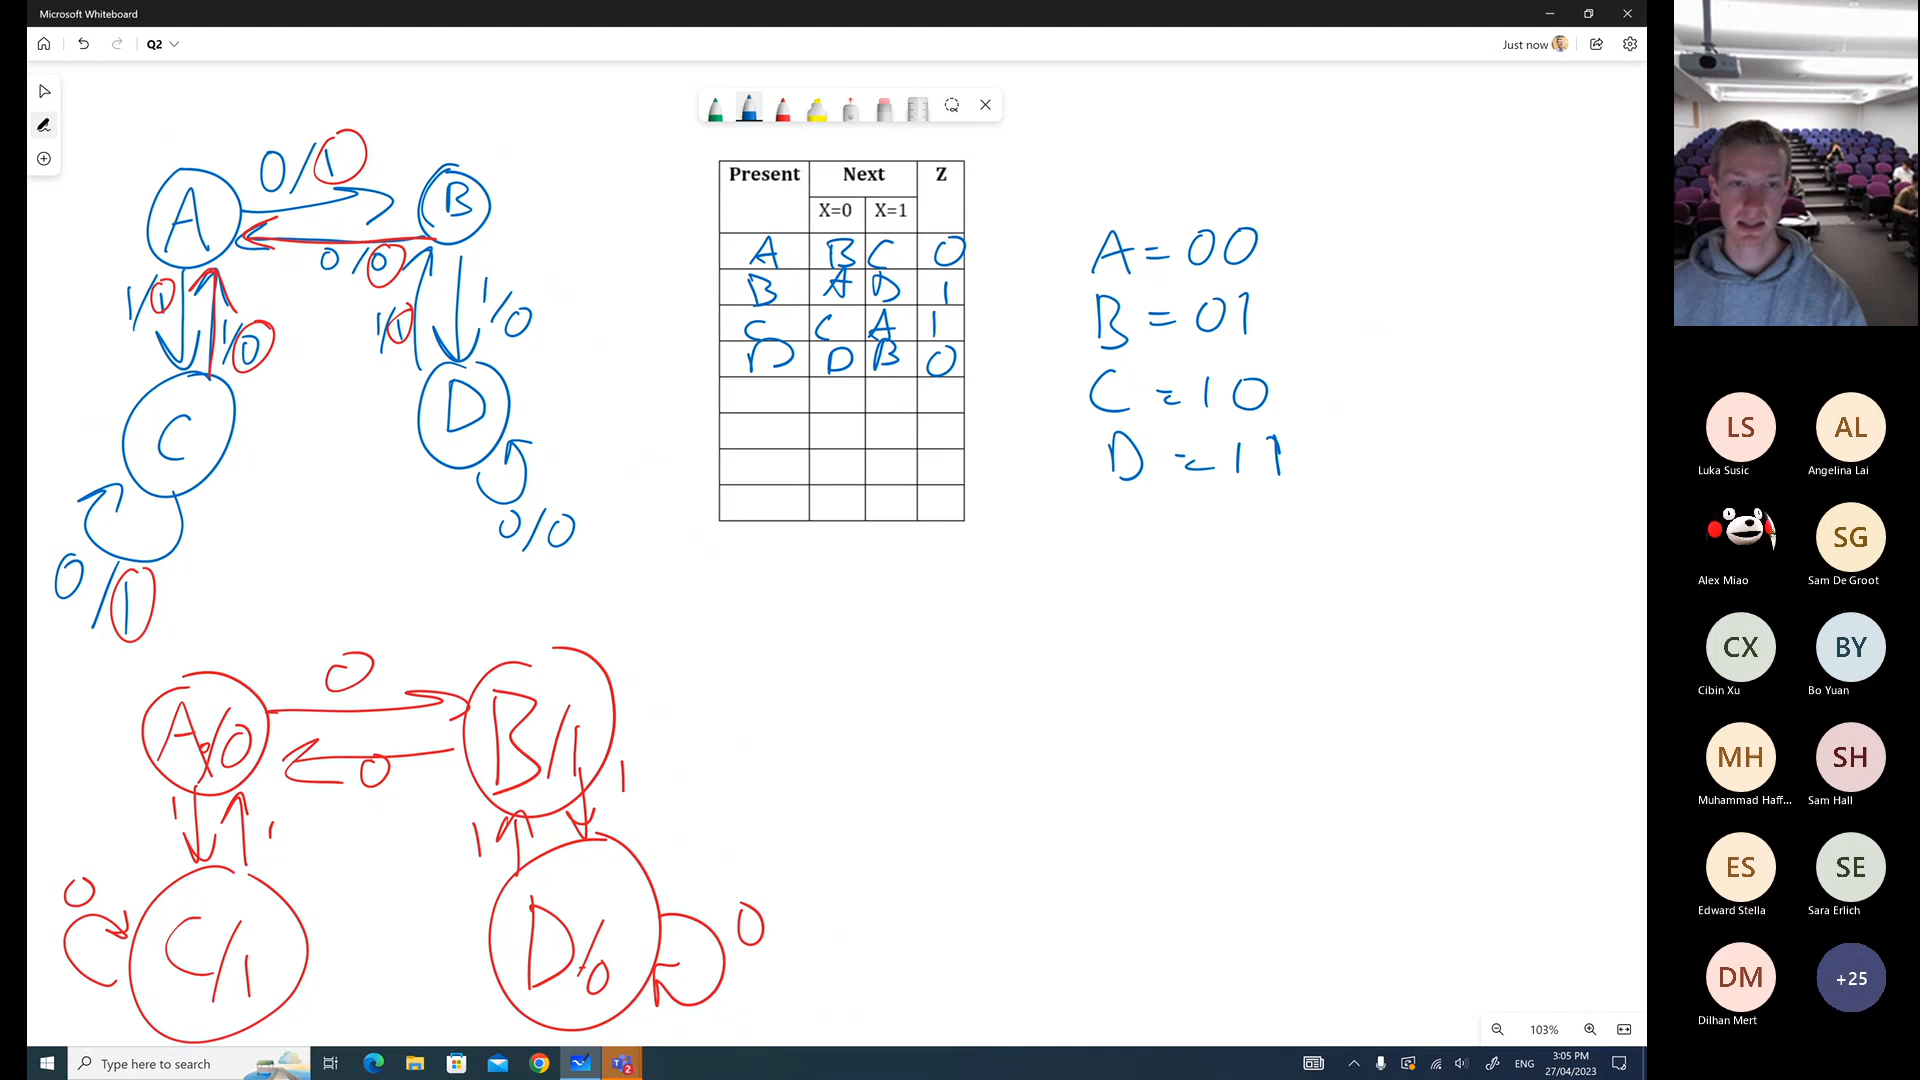 Microsoft Whiteboard
Q2
Just now
0/1
A
B
0/0
1/0
1/1
1/0
1/0
C
D
0/0
0/1
Present Next Z
X=0 X=1
A B C 0
B A D 1
C C A 1
D D B 0
A = 00
B = 01
C = 10
D = 11
0
A/0
B/1
0
1
1
1
1
0
C/1
D/0
0
103%
LS
Luka Susic
AL
Angelina Lai
Alex Miao
SG
Sam De Groot
CX
Cibin Xu
BY
Bo Yuan
MH
Muhammad Haff...
SH
Sam Hall
ES
Edward Stella
SE
Sara Erlich
DM
Dilhan Mert
+25
Type here to search
2
ENG
3:05 PM
27/04/2023